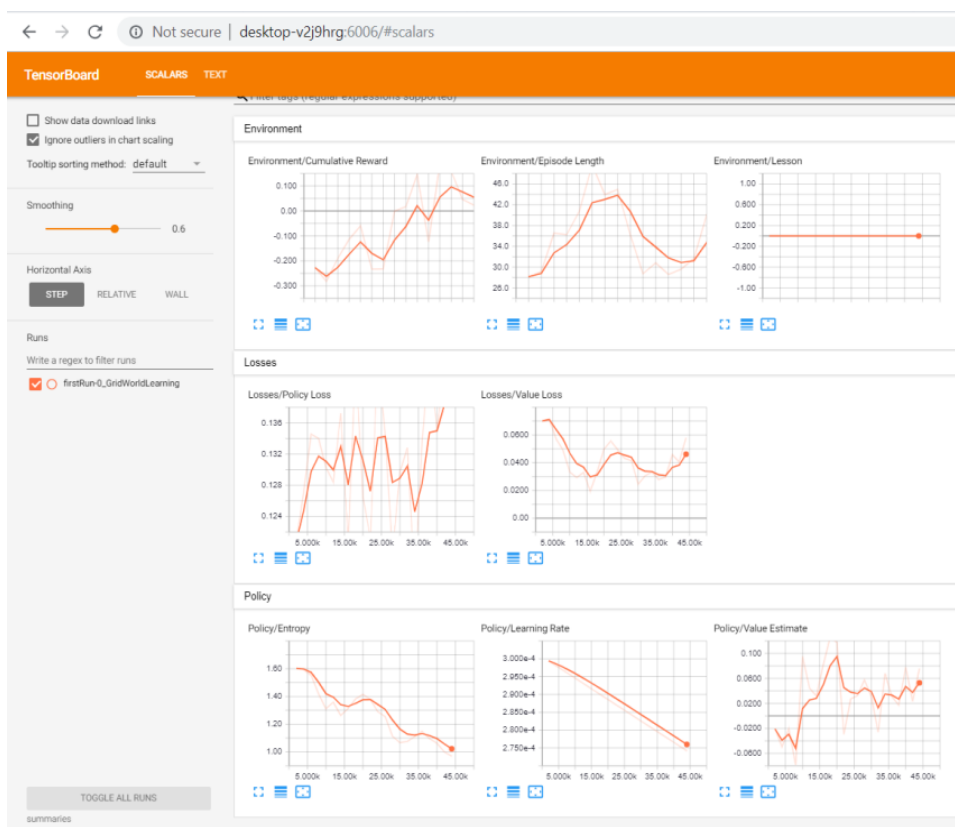 Not secure | desktop-v2j9hrg:6006/#scalars
TensorBoard SCALARS TEXT
Filter tags (regular expressions supported)
Show data download links
Ignore outliers in chart scaling
Tooltip sorting method: default
Smoothing
0.6
Horizontal Axis
STEP RELATIVE WALL
Runs
Write a regex to filter runs
firstRun-0_GridWorldLearning
TOGGLE ALL RUNS
summaries
Environment
Environment/Cumulative Reward
0.100
0.00
-0.100
-0.200
-0.300
Environment/Episode Length
46.0
42.0
38.0
34.0
30.0
26.0
Environment/Lesson
1.00
0.600
0.200
-0.200
-0.600
-1.00
Losses
Losses/Policy Loss
0.136
0.132
0.128
0.124
5.000k 15.00k 25.00k 35.00k 45.00k
Losses/Value Loss
0.0600
0.0400
0.0200
0.00
5.000k 15.00k 25.00k 35.00k 45.00k
Policy
Policy/Entropy
1.60
1.40
1.20
1.00
5.000k 15.00k 25.00k 35.00k 45.00k
Policy/Learning Rate
3.000e-4
2.950e-4
2.900e-4
2.850e-4
2.800e-4
2.750e-4
5.000k 15.00k 25.00k 35.00k 45.00k
Policy/Value Estimate
0.100
0.0600
0.0200
-0.0200
-0.0600
5.000k 15.00k 25.00k 35.00k 45.00k